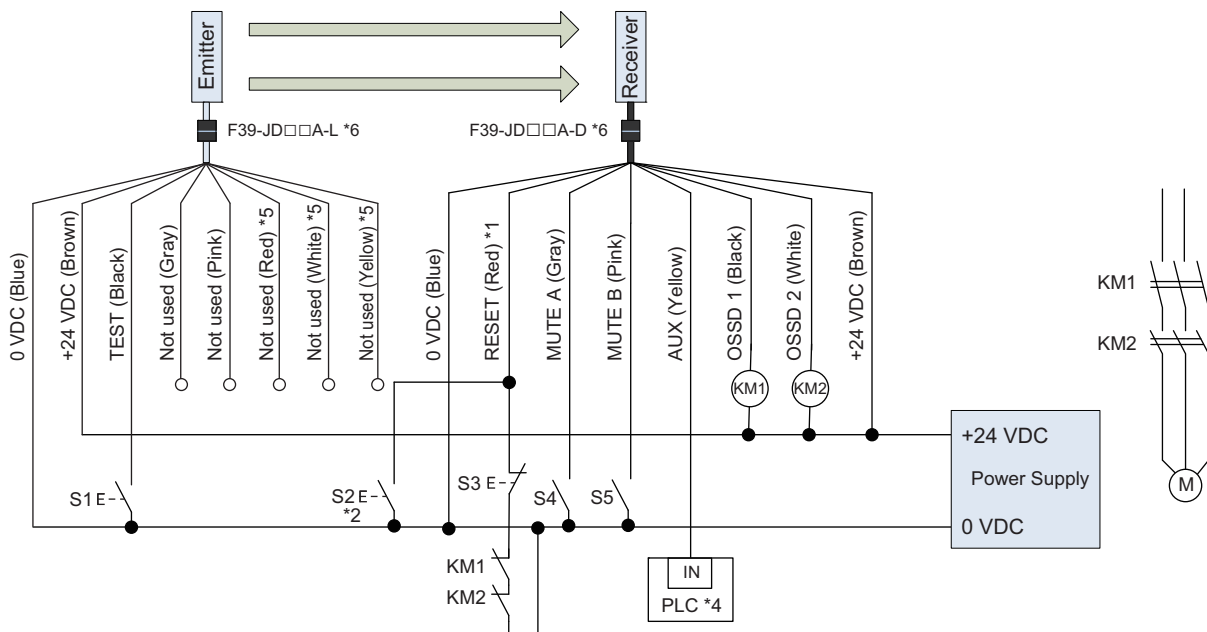 Emitter
Receiver
F39-JD□□A-L *6
F39-JD□□A-D *6
0 VDC (Blue)
+24 VDC (Brown)
TEST (Black)
Not used (Gray)
Not used (Pink)
Not used (Red) *5
Not used (White) *5
Not used (Yellow) *5
0 VDC (Blue)
RESET (Red) *1
MUTE A (Gray)
MUTE B (Pink)
AUX (Yellow)
OSSD 1 (Black)
OSSD 2 (White)
+24 VDC (Brown)
KM1
KM2
KM1
KM2
+24 VDC
Power Supply
0 VDC
M
S1
S2
*2
S3
S4
S5
KM1
KM2
IN
PLC *4